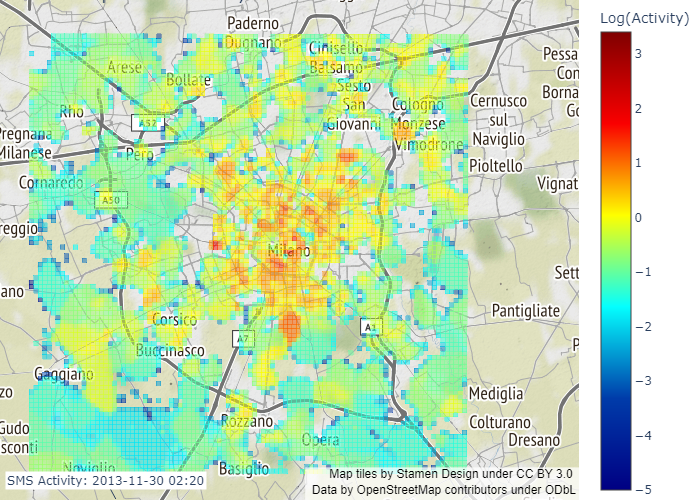 Log(Activity)
Paderno
Dugnano
Cinisello
Balsamo
Sesto
San
Giovanni
Cologno
Monzese
Vimodrone
Cernusco
sul
Naviglio
Pioltello
Vignat
Pessa
Con
Borna
Go
Arese
Bollate
Rho
A52
Pregnana
Milanese
Pero
Cornaredo
A50
reggio
ano
Milano
Corsico
Buccinasco
A7
A1
Gaggiano
zo
Gudo
sconti
Noviglio
Rozzano
Opera
Basiglio
Sett
Pantigliate
P
Mediglia
Colturano
Dresano
3
2
1
0
−1
−2
−3
−4
−5
SMS Activity: 2013-11-30 02:20
Map tiles by Stamen Design under CC BY 3.0
Data by OpenStreetMap contributors under ODbL